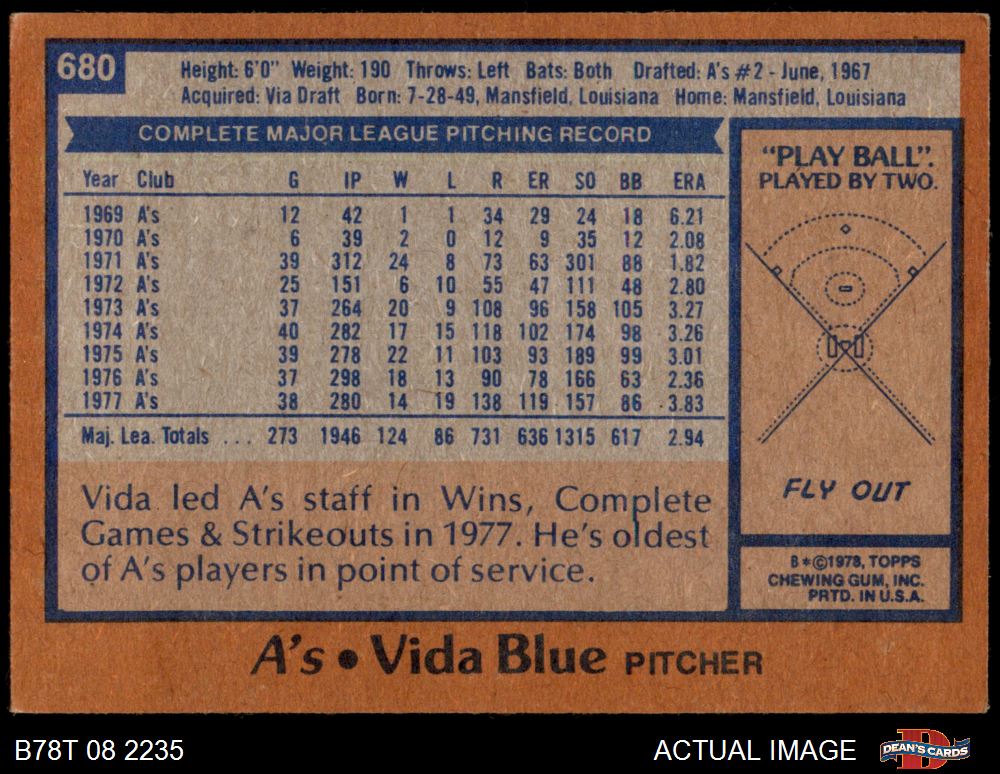 680
Height: 6'0" Weight: 190 Throws: Left Bats: Both Drafted: A's #2 - June, 1967
Acquired: Via Draft Born: 7-28-49, Mansfield, Louisiana Home: Mansfield, Louisiana
COMPLETE MAJOR LEAGUE PITCHING RECORD
Year Club G IP W L R ER SO BB ERA
1969 A's 12 42 1 1 34 29 24 18 6.21
1970 A's 6 39 2 0 12 9 35 12 2.08
1971 A's 39 312 24 8 73 63 301 88 1.82
1972 A's 25 151 6 10 55 47 111 48 2.80
1973 A's 37 264 20 9 108 96 158 105 3.27
1974 A's 40 282 17 15 118 102 174 98 3.26
1975 A's 39 278 22 11 103 93 189 99 3.01
1976 A's 37 298 18 13 90 78 166 63 2.36
1977 A's 38 280 14 19 138 119 157 86 3.83
Maj. Lea. Totals ... 273 1946 124 86 731 636 1315 617 2.94
Vida led A's staff in Wins, Complete
Games & Strikeouts in 1977. He's oldest
of A's players in point of service.
"PLAY BALL".
PLAYED BY TWO.
FLY OUT
B*©1978, TOPPS
CHEWING GUM, INC.
PRTD. IN U.S.A.
A's • Vida Blue PITCHER
B78T 08 2235
ACTUAL IMAGE
DEAN'S CARDS